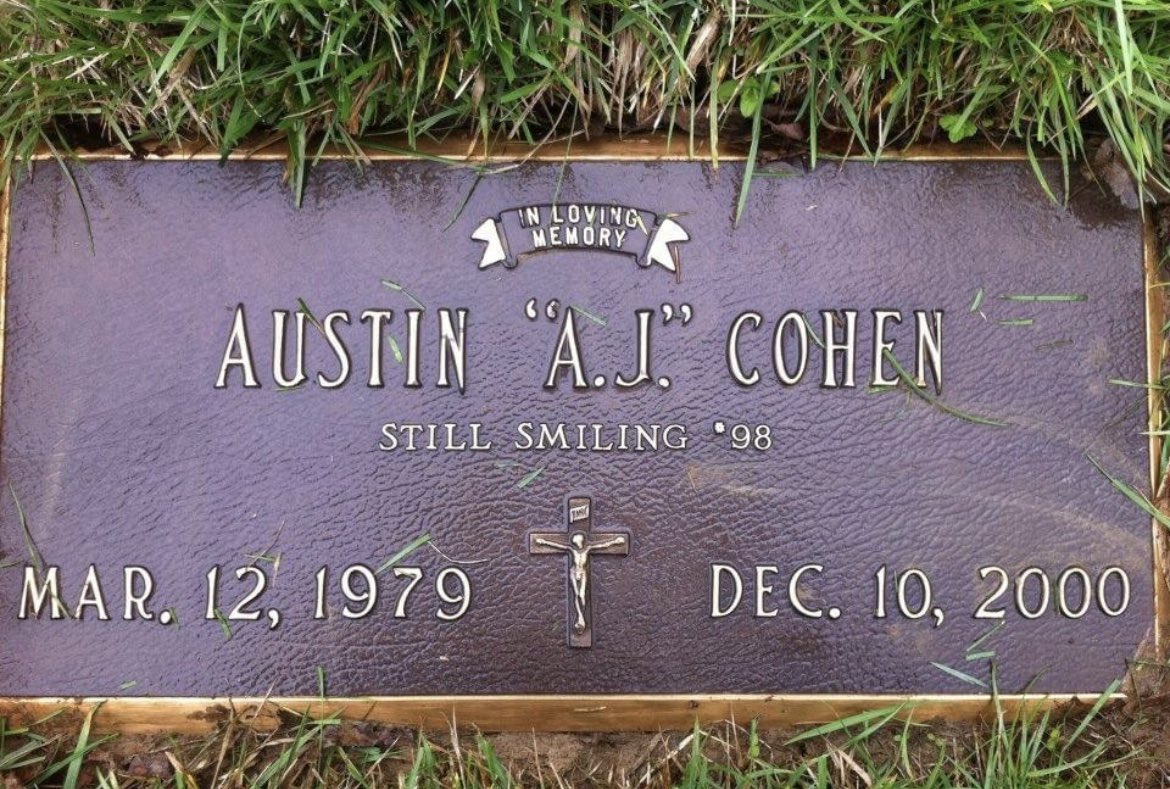 IN LOVING
MEMORY
AUSTIN "A.J." COHEN
STILL SMILING '98
MAR. 12, 1979 DEC. 10, 2000